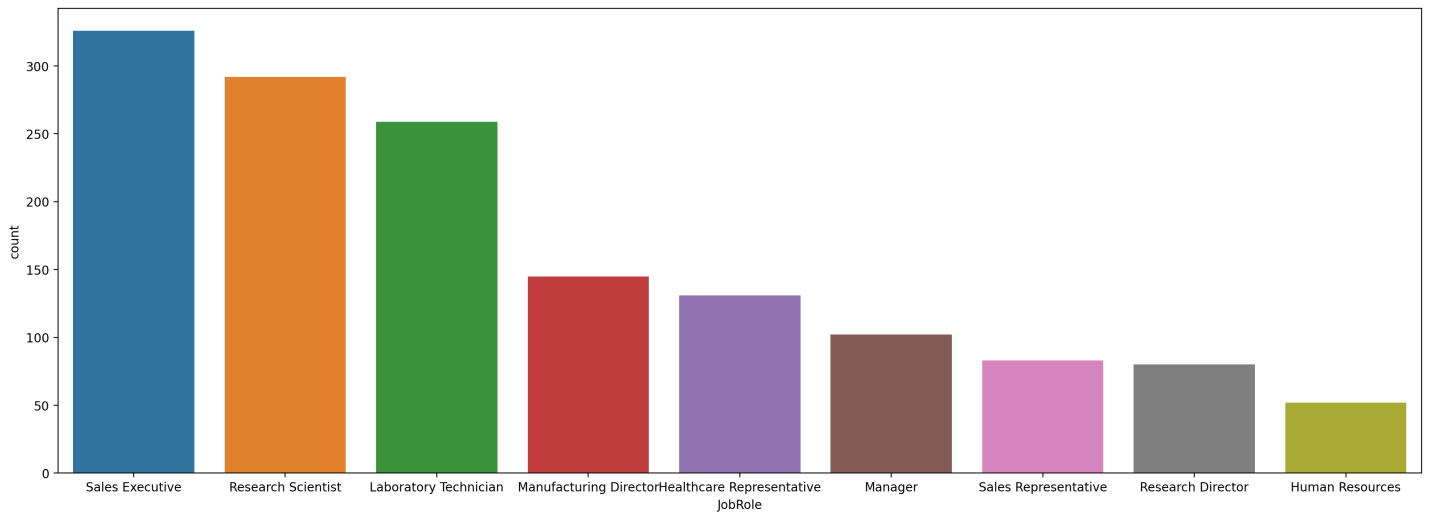 300
250
200
150
100
50
0
count
Sales Executive
Research Scientist
Laboratory Technician
Manufacturing Director
Healthcare Representative
Manager
Sales Representative
Research Director
Human Resources
JobRole